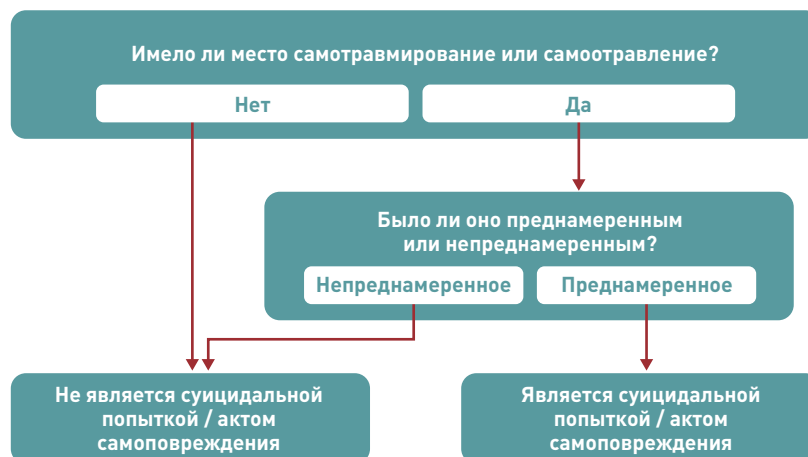 Имело ли место самотравмирование или самоотравление?
Нет
Да
Было ли оно преднамеренным
или непреднамеренным?
Непреднамеренное
Преднамеренное
Не является суицидальной
попыткой / актом
самоповреждения
Является суицидальной
попыткой / актом
самоповреждения